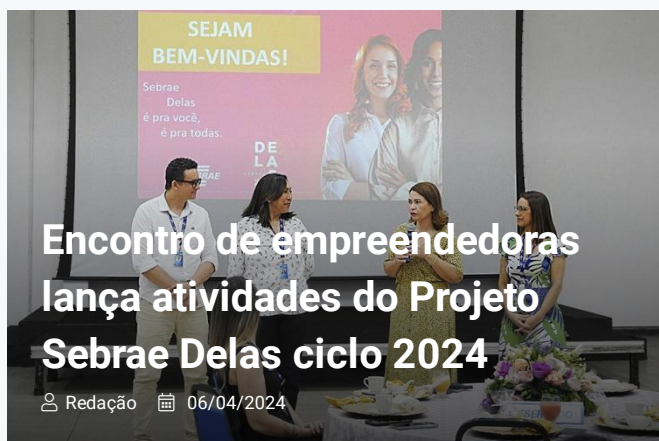 SEJAM
BEM-VINDAS!
Sebrae
Delas
é pra você,
é pra todas.
DE
LA
Encontro de empreendedoras
lança atividades do Projeto
Sebrae Delas ciclo 2024
Redação 06/04/2024